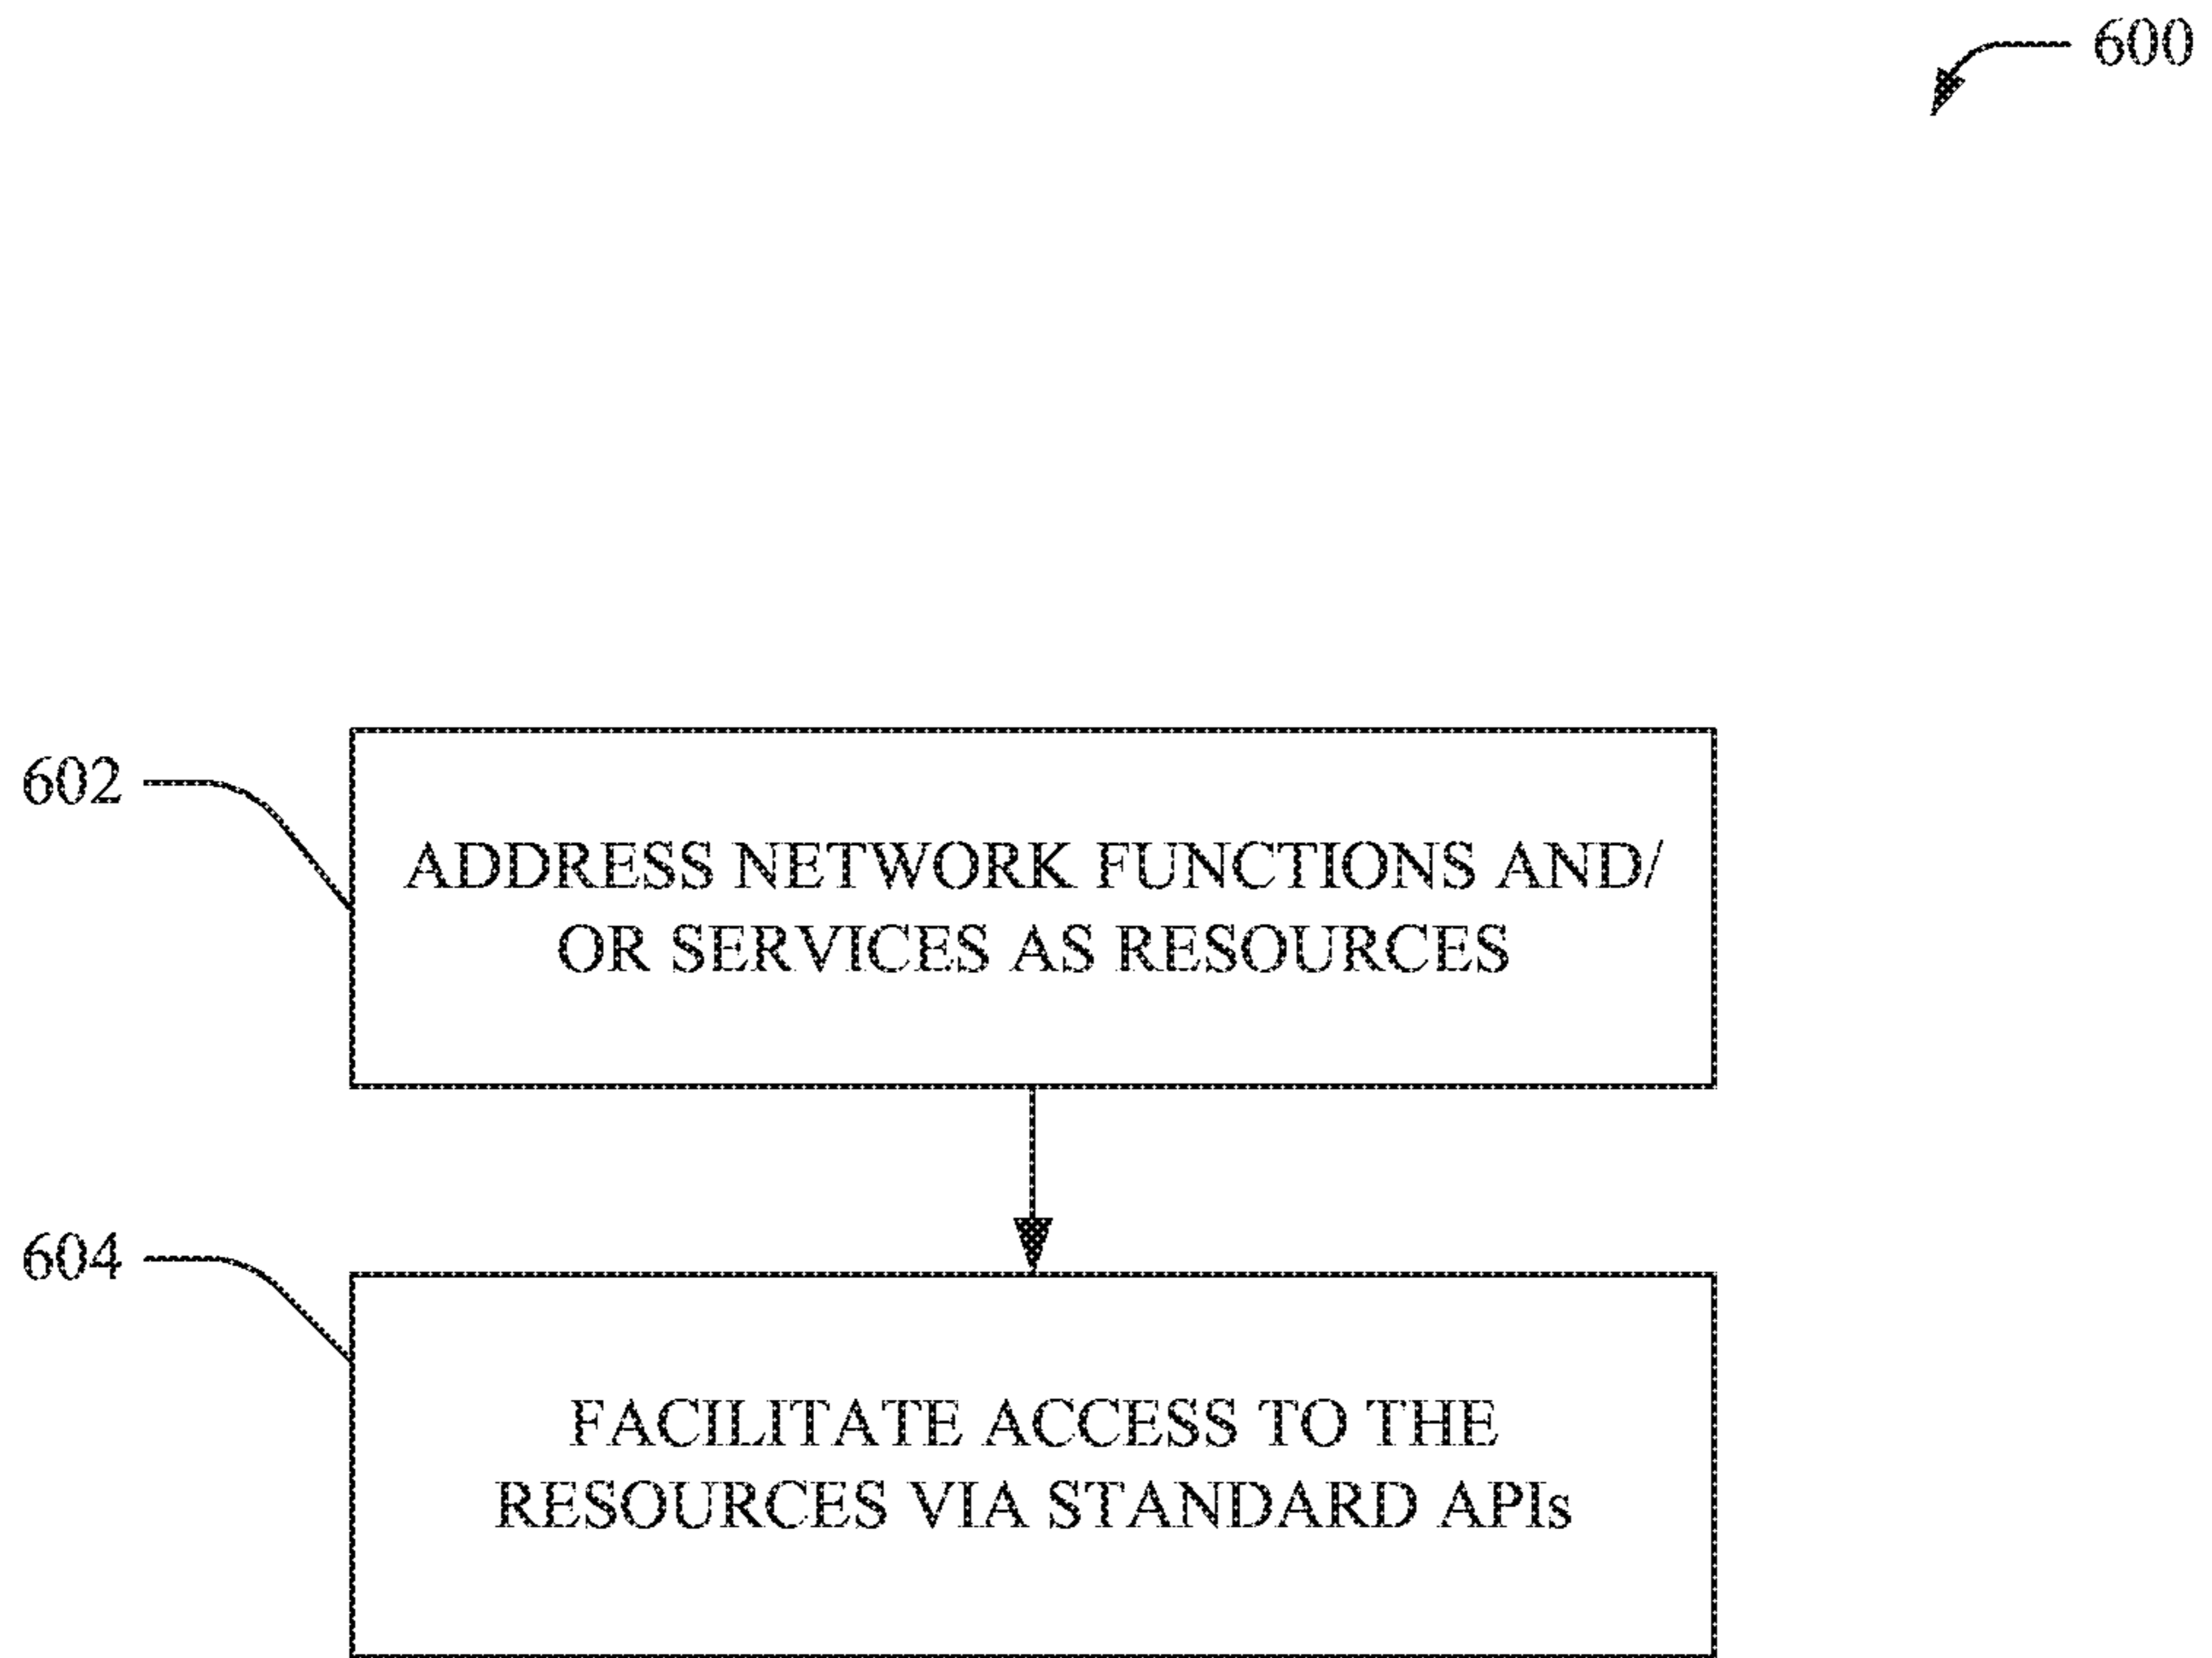 600
602
ADDRESS NETWORK FUNCTIONS AND/
OR SERVICES AS RESOURCES
604
FACILITATE ACCESS TO THE
RESOURCES VIA STANDARD APIs